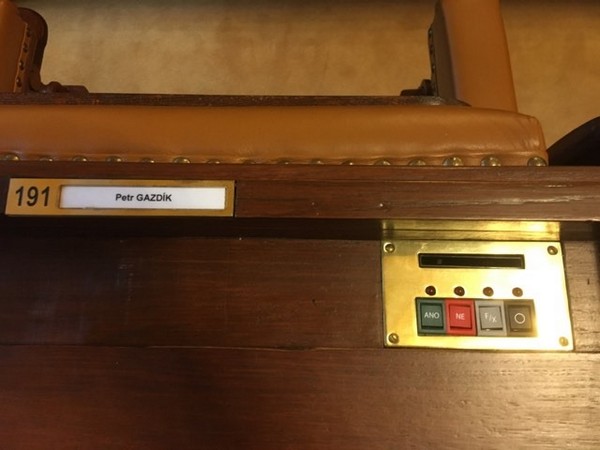 191
Petr GAZDÍK
ANO NE F/X O